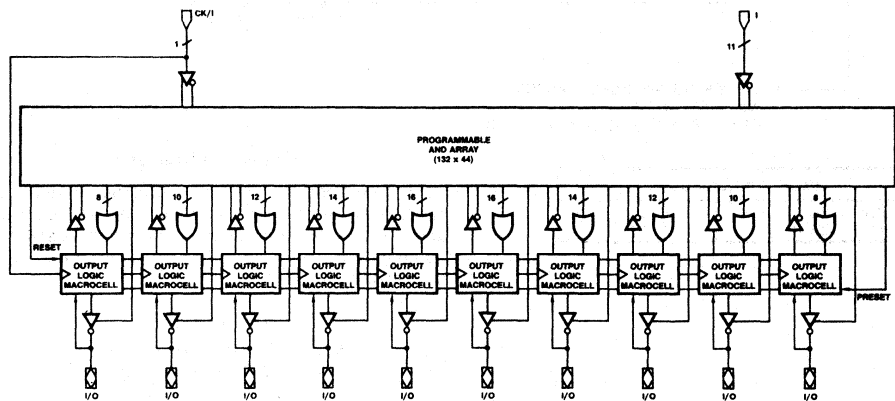 CK/I
I
1
11
PROGRAMMABLE
AND ARRAY
(132 x 44)
8
10
12
14
16
16
14
12
10
8
RESET
OUTPUT
LOGIC
MACROCELL
OUTPUT
LOGIC
MACROCELL
OUTPUT
LOGIC
MACROCELL
OUTPUT
LOGIC
MACROCELL
OUTPUT
LOGIC
MACROCELL
OUTPUT
LOGIC
MACROCELL
OUTPUT
LOGIC
MACROCELL
OUTPUT
LOGIC
MACROCELL
OUTPUT
LOGIC
MACROCELL
OUTPUT
LOGIC
MACROCELL
PRESET
I/O
I/O
I/O
I/O
I/O
I/O
I/O
I/O
I/O
I/O